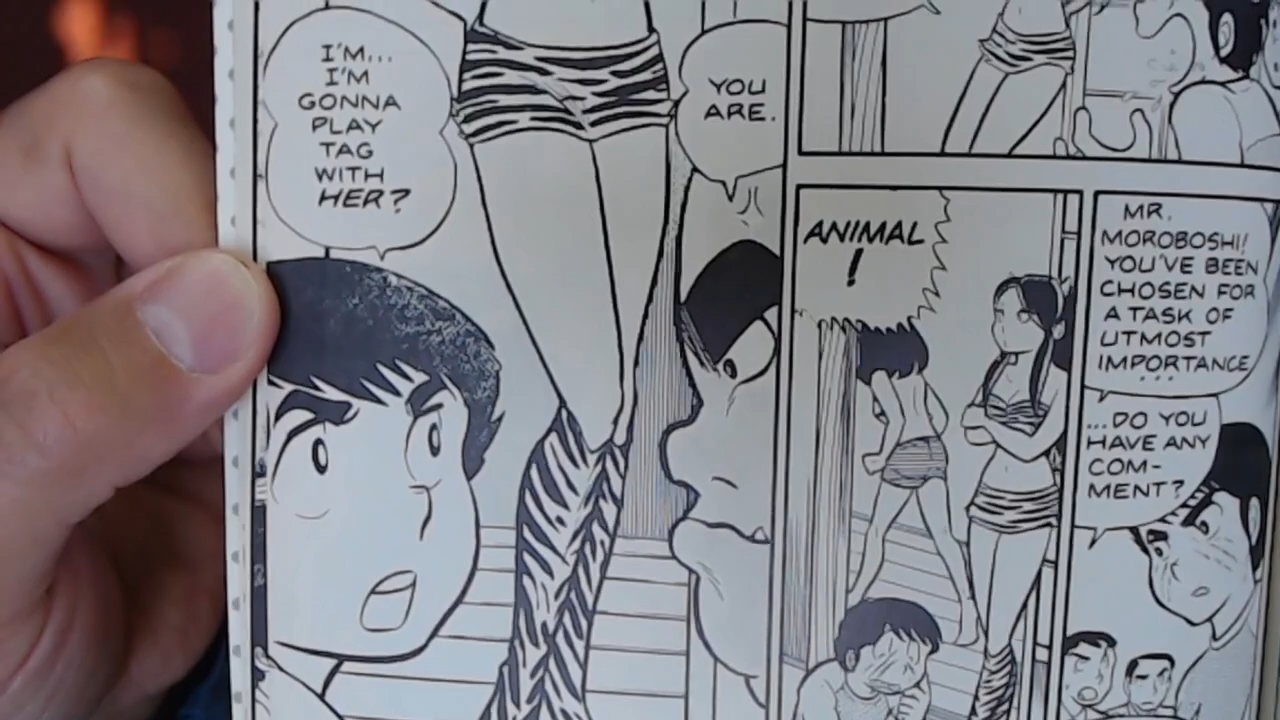 I'M...
I'M
GONNA
PLAY
TAG
WITH
HER?
YOU
ARE.
ANIMAL
!
MR.
MOROBOSHI!
YOU'VE BEEN
CHOSEN FOR
A TASK OF
UTMOST
IMPORTANCE
...
...DO YOU
HAVE ANY
COM-
MENT?